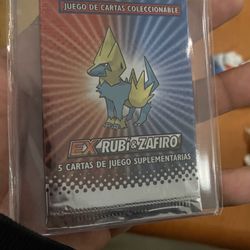 JUEGO DE CARTAS COLECCIONABLE
EX RUBÍ & ZAFIRO
5 CARTAS DE JUEGO SUPLEMENTARIAS